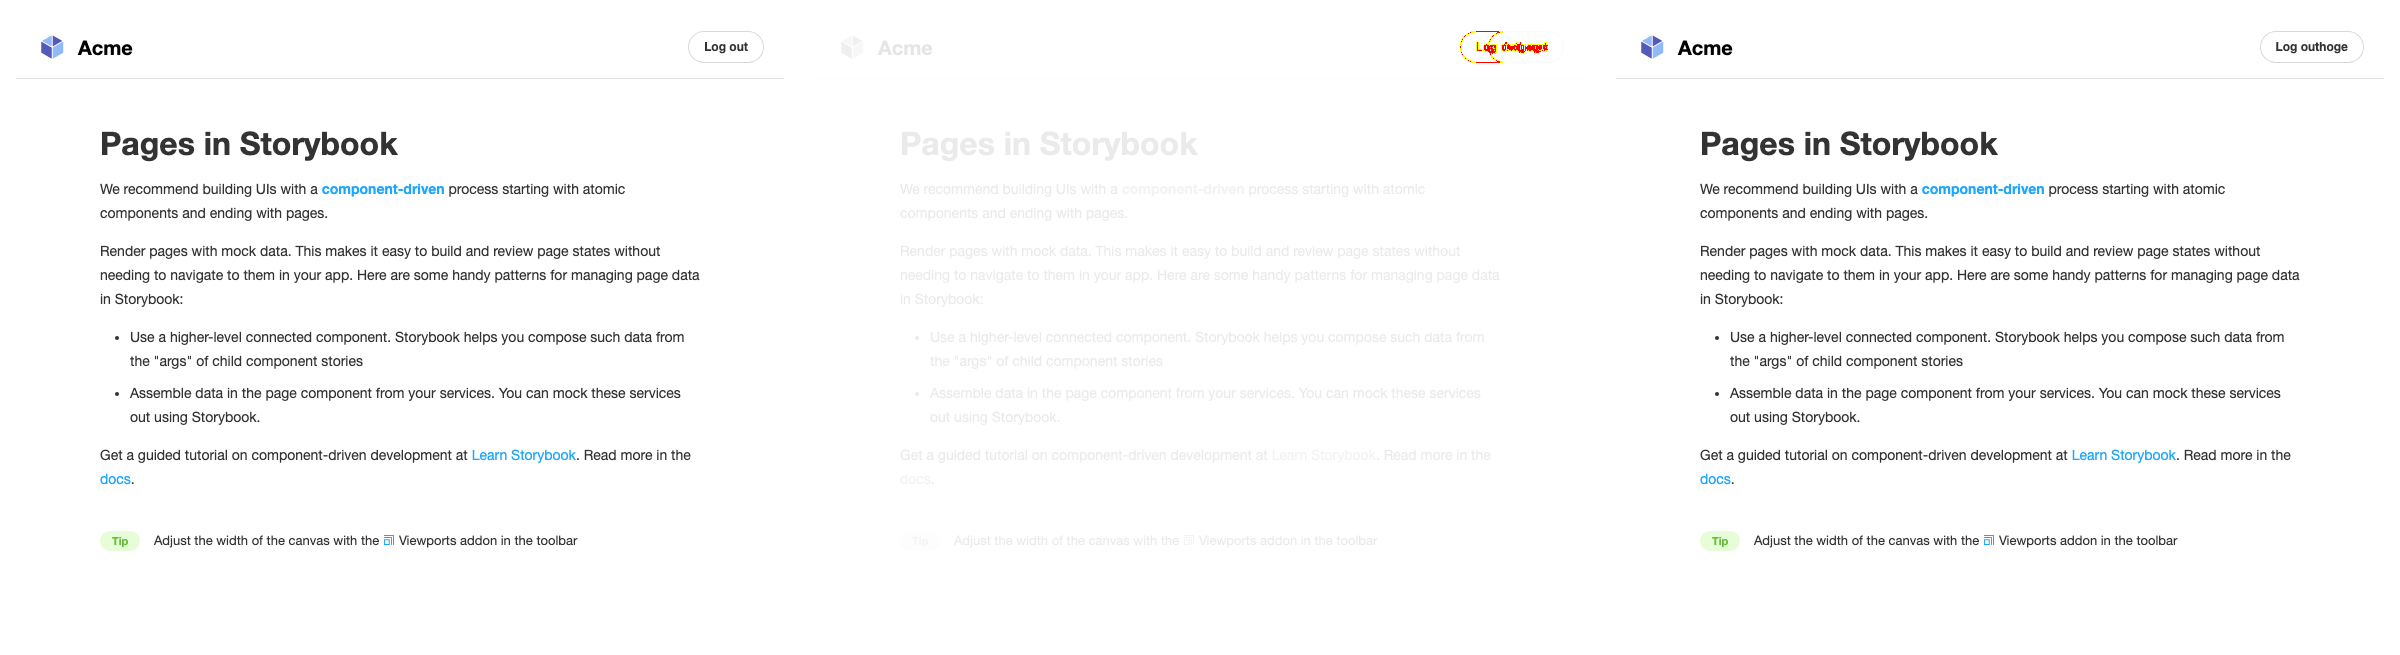 Acme
Log out
Pages in Storybook
We recommend building UIs with a component-driven process starting with atomic
components and ending with pages.
Render pages with mock data. This makes it easy to build and review page states without
needing to navigate to them in your app. Here are some handy patterns for managing page data
in Storybook:
• Use a higher-level connected component. Storybook helps you compose such data from
the "args" of child component stories
• Assemble data in the page component from your services. You can mock these services
out using Storybook.
Get a guided tutorial on component-driven development at Learn Storybook. Read more in the
docs.
Tip Adjust the width of the canvas with the Viewports addon in the toolbar
Acme
Log
Pages in Storybook
We recommend building UIs with a component-driven process starting with atomic
components and ending with pages.
Render pages with mock data. This makes it easy to build and review page states without
needing to navigate to them in your app. Here are some handy patterns for managing page data
in Storybook:
• Use a higher-level connected component. Storybook helps you compose such data from
the "args" of child component stories
• Assemble data in the page component from your services. You can mock these services
out using Storybook.
Get a guided tutorial on component-driven development at Learn Storybook. Read more in the
docs.
Tip Adjust the width of the canvas with the Viewports addon in the toolbar
Acme
Log outhoge
Pages in Storybook
We recommend building UIs with a component-driven process starting with atomic
components and ending with pages.
Render pages with mock data. This makes it easy to build and review page states without
needing to navigate to them in your app. Here are some handy patterns for managing page data
in Storybook:
• Use a higher-level connected component. Storybook helps you compose such data from
the "args" of child component stories
• Assemble data in the page component from your services. You can mock these services
out using Storybook.
Get a guided tutorial on component-driven development at Learn Storybook. Read more in the
docs.
Tip Adjust the width of the canvas with the Viewports addon in the toolbar